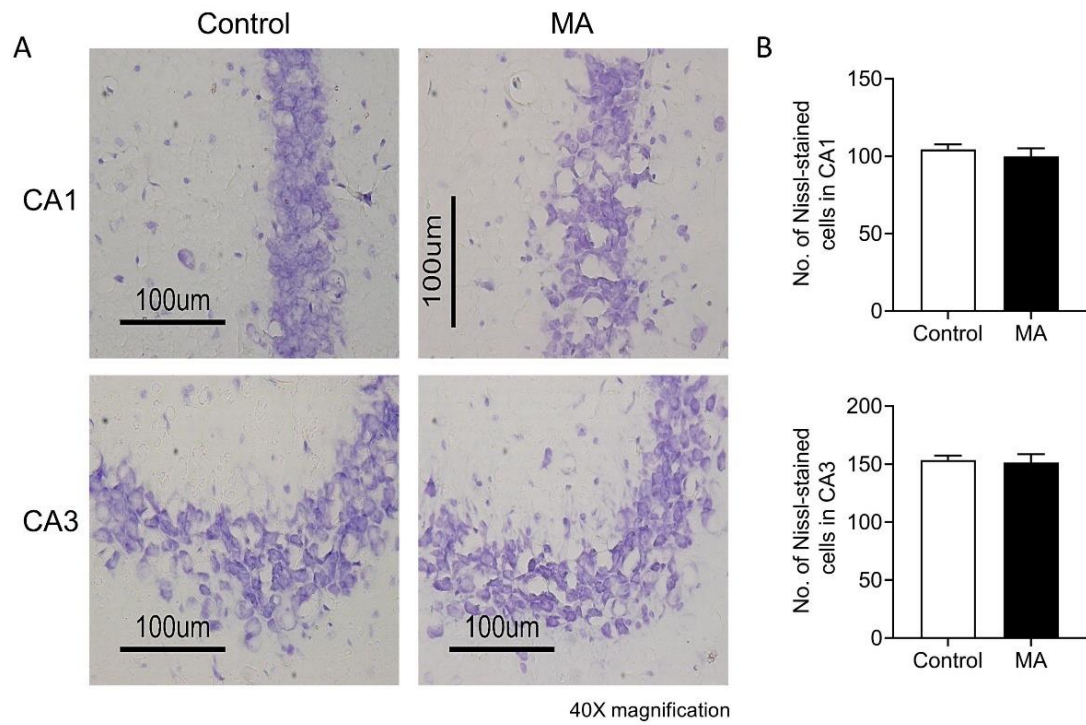 A
Control
MA
B
CA1
100um
100um
CA3
100um
100um
40X magnification
No. of Nissl-stained
cells in CA1
150
100
50
0
Control
MA
No. of Nissl-stained
cells in CA3
200
150
100
50
0
Control
MA